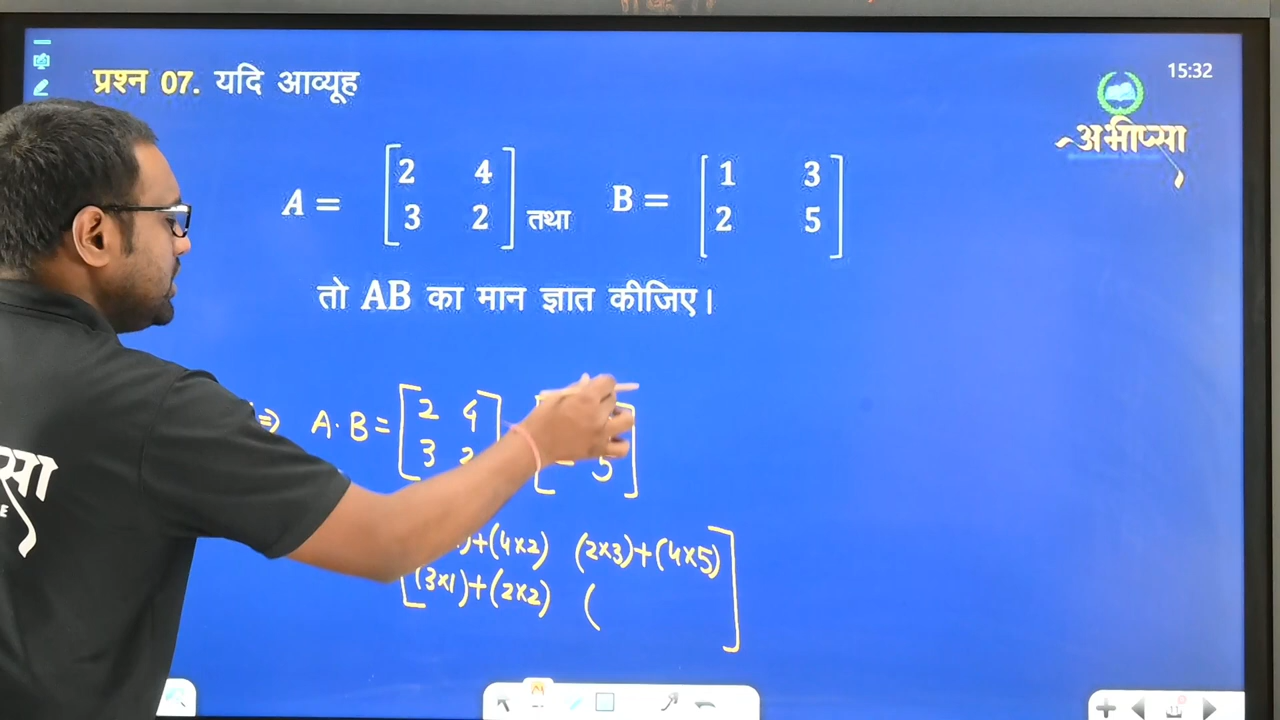 15:32
प्रश्न 07. यदि आव्यूह
अभीप्सा
A = [2 4
3 2] तथा B = [1 3
2 5]
तो AB का मान ज्ञात कीजिए।
⇒ A·B = [2 4
3 5]
+(4×2) (2×3)+(4×5)
(3×1)+(2×2) (